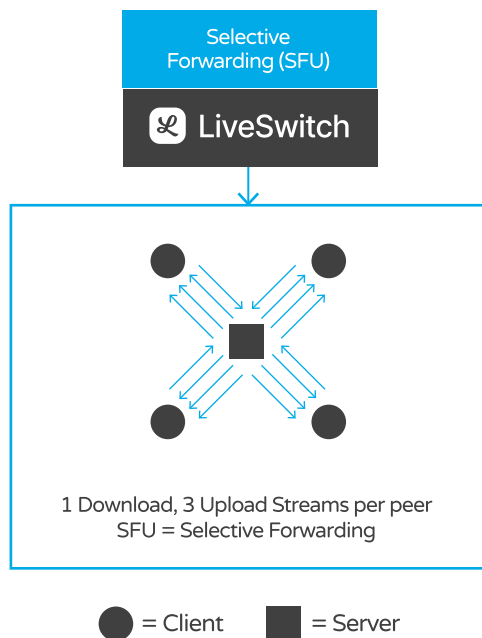 Selective
Forwarding (SFU)
LiveSwitch
1 Download, 3 Upload Streams per peer
SFU = Selective Forwarding
= Client
= Server